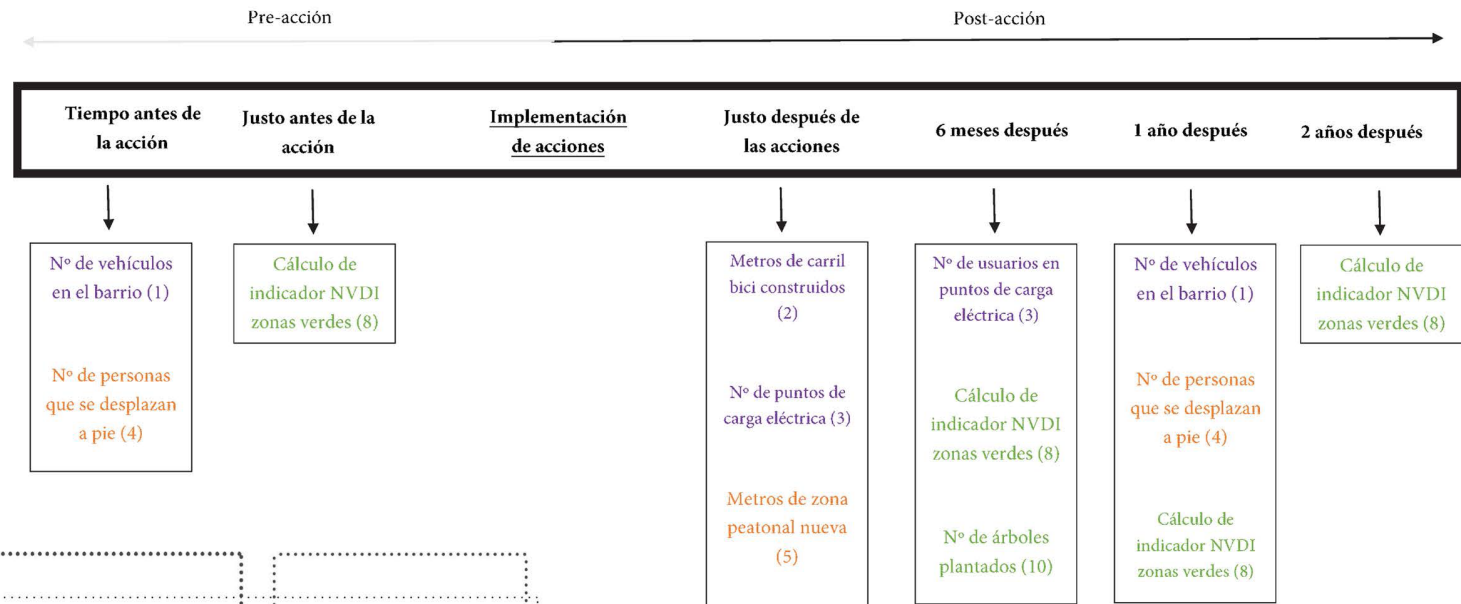 Pre-acción
Post-acción
Tiempo antes de
la acción
Justo antes de la
acción
Implementación
de acciones
Justo después de
las acciones
6 meses después
1 año después
2 años después
Nº de vehículos
en el barrio (1)
Nº de personas
que se desplazan
a pie (4)
Cálculo de
indicador NVDI
zonas verdes (8)
Metros de carril
bici construidos
(2)
Nº de puntos de
carga eléctrica (3)
Metros de zona
peatonal nueva
(5)
Nº de usuarios en
puntos de carga
eléctrica (3)
Cálculo de
indicador NVDI
zonas verdes (8)
Nº de árboles
plantados (10)
Nº de vehículos
en el barrio (1)
Nº de personas
que se desplazan
a pie (4)
Cálculo de
indicador NVDI
zonas verdes (8)
Cálculo de
indicador NVDI
zonas verdes (8)